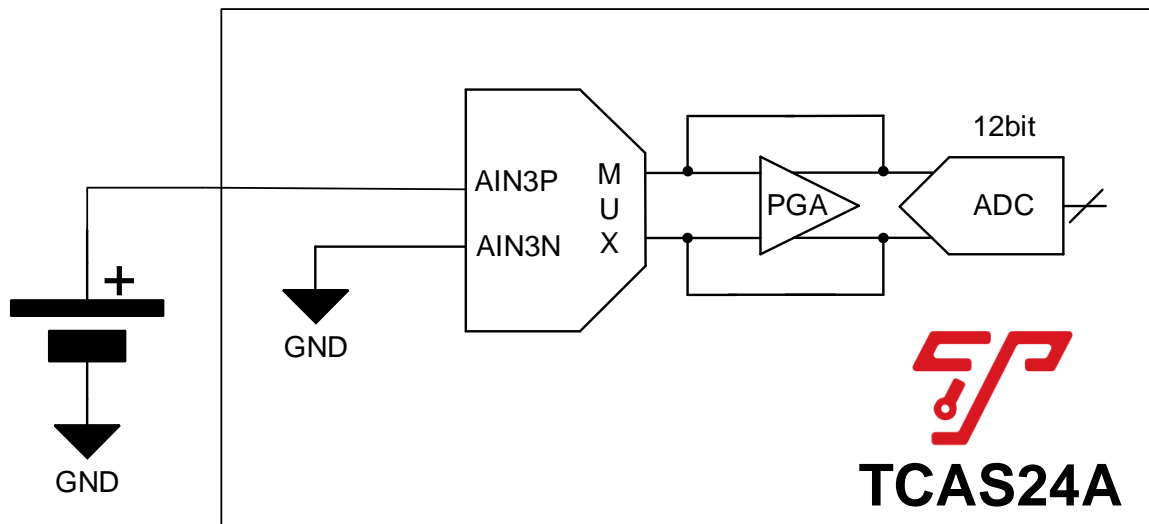 12bit
AIN3P
M
U
X
PGA
ADC
AIN3N
+
GND
GND
TCAS24A